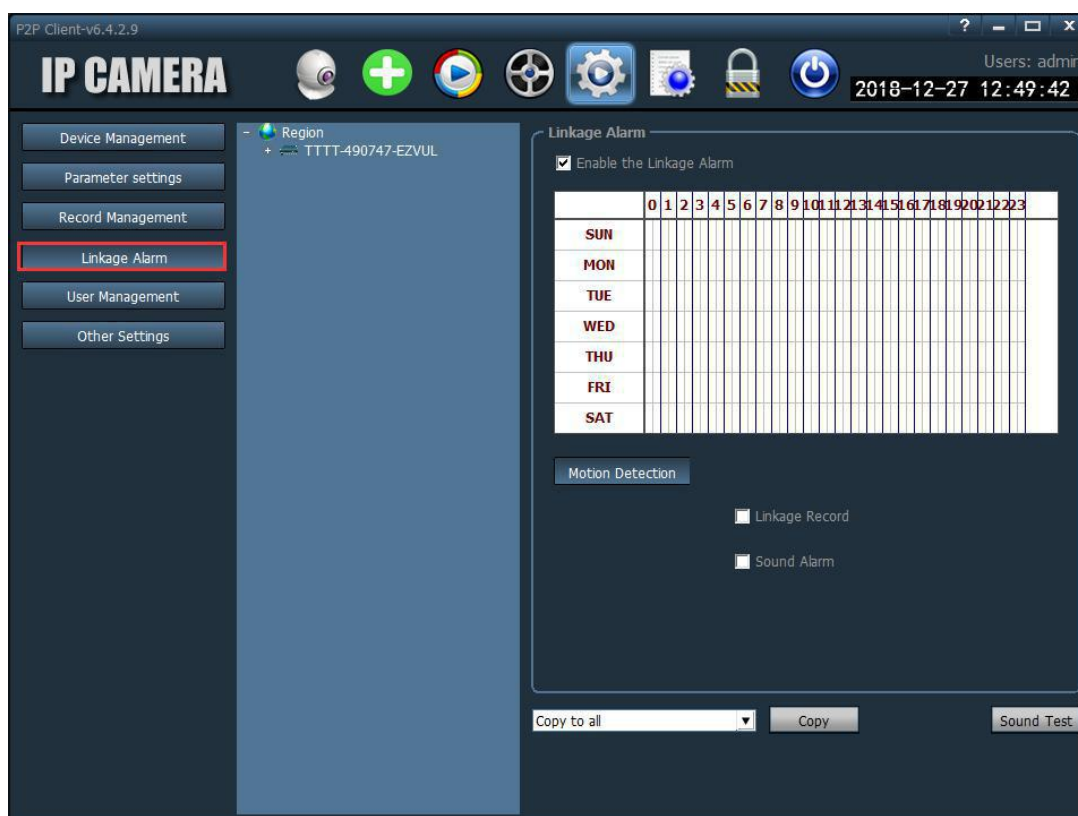 P2P Client-v6.4.2.9
? 
IP CAMERA
Users: admin
2018-12-27 12:49:42
Device Management
Parameter settings
Record Management
Linkage Alarm
User Management
Other Settings
Region
TTTT-490747-EZVUL
Linkage Alarm
Enable the Linkage Alarm
0 1 2 3 4 5 6 7 8 9 10 11 12 13 14 15 16 17 18 19 20 21 22 23
SUN
MON
TUE
WED
THU
FRI
SAT
Motion Detection
Linkage Record
Sound Alarm
Copy to all
Copy
Sound Test